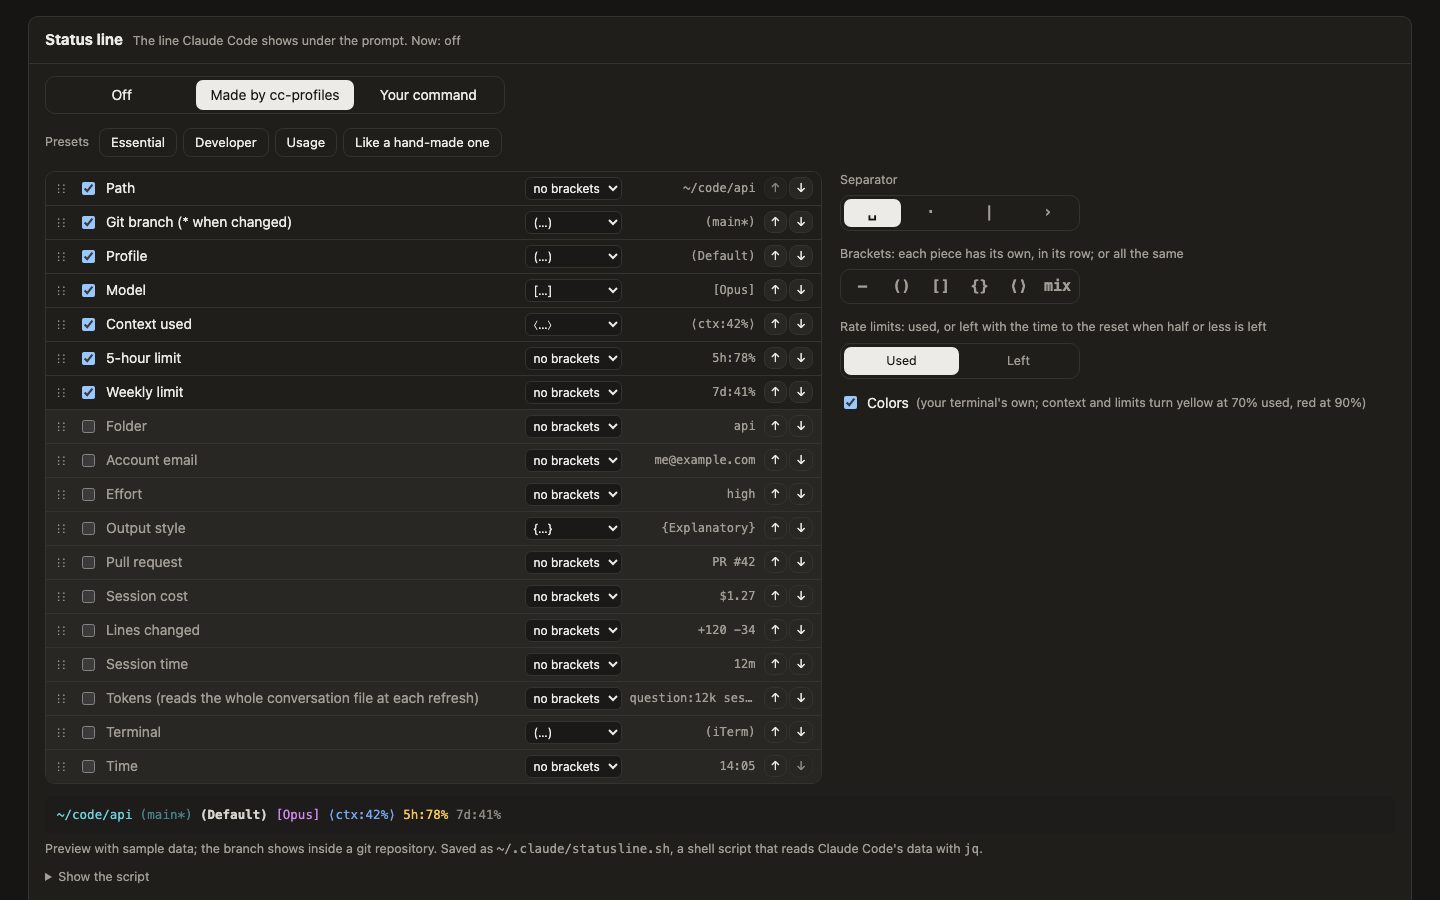 Status line The line Claude Code shows under the prompt. Now: off
Off Made by cc-profiles Your command
Presets Essential Developer Usage Like a hand-made one
Path no brackets ~/code/api ↑ ↓
Git branch (* when changed) (...) (main*) ↑ ↓
Profile (...) (Default) ↑ ↓
Model [...] [Opus] ↑ ↓
Context used ⟨...⟩ ⟨ctx:42%⟩ ↑ ↓
5-hour limit no brackets 5h:78% ↑ ↓
Weekly limit no brackets 7d:41% ↑ ↓
Folder no brackets api ↑ ↓
Account email no brackets me@example.com ↑ ↓
Effort no brackets high ↑ ↓
Output style {...} {Explanatory} ↑ ↓
Pull request no brackets PR #42 ↑ ↓
Session cost no brackets $1.27 ↑ ↓
Lines changed no brackets +120 −34 ↑ ↓
Session time no brackets 12m ↑ ↓
Tokens (reads the whole conversation file at each refresh) no brackets question:12k ses… ↑ ↓
Terminal (...) (iTerm) ↑ ↓
Time no brackets 14:05 ↑ ↓
Separator
␣ · | ›
Brackets: each piece has its own, in its row; or all the same
– () [] {} ⟨⟩ mix
Rate limits: used, or left with the time to the reset when half or less is left
Used Left
Colors (your terminal's own; context and limits turn yellow at 70% used, red at 90%)
~/code/api (main*) (Default) [Opus] ⟨ctx:42%⟩ 5h:78% 7d:41%
Preview with sample data; the branch shows inside a git repository. Saved as ~/.claude/statusline.sh, a shell script that reads Claude Code's data with jq.
Show the script